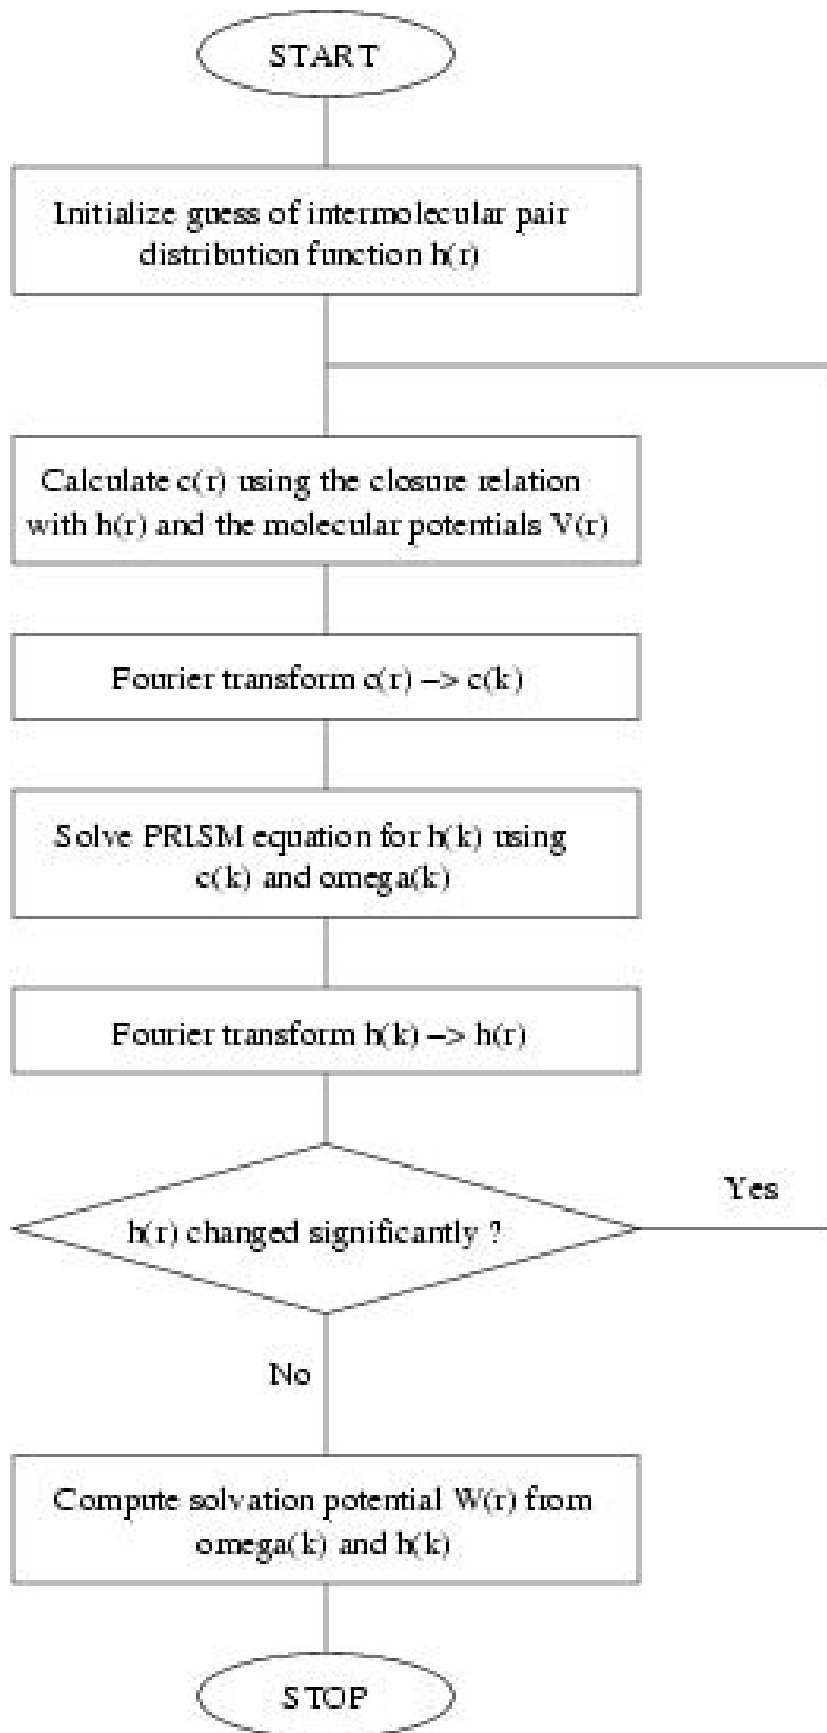 START
Initialize guess of intermolecular pair
distribution function h(r)
Calculate c(r) using the closure relation
with h(r) and the molecular potentials V(r)
Fourier transform c(r) –> c(k)
Solve PRISM equation for h(k) using
c(k) and omega(k)
Fourier transform h(k) –> h(r)
Yes
h(r) changed significantly ?
No
Compute solvation potential W(r) from
omega(k) and h(k)
STOP